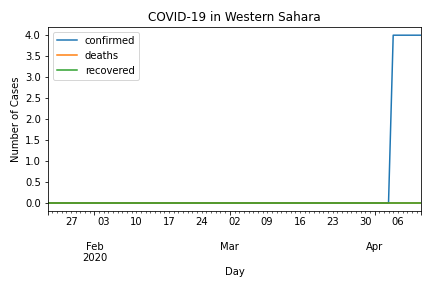 COVID-19 in Western Sahara
confirmed
deaths
recovered
Number of Cases
4.0
3.5
3.0
2.5
2.0
1.5
1.0
0.5
0.0
27 03 10 17 24 02 09 16 23 30 06
Feb Mar Apr
2020
Day